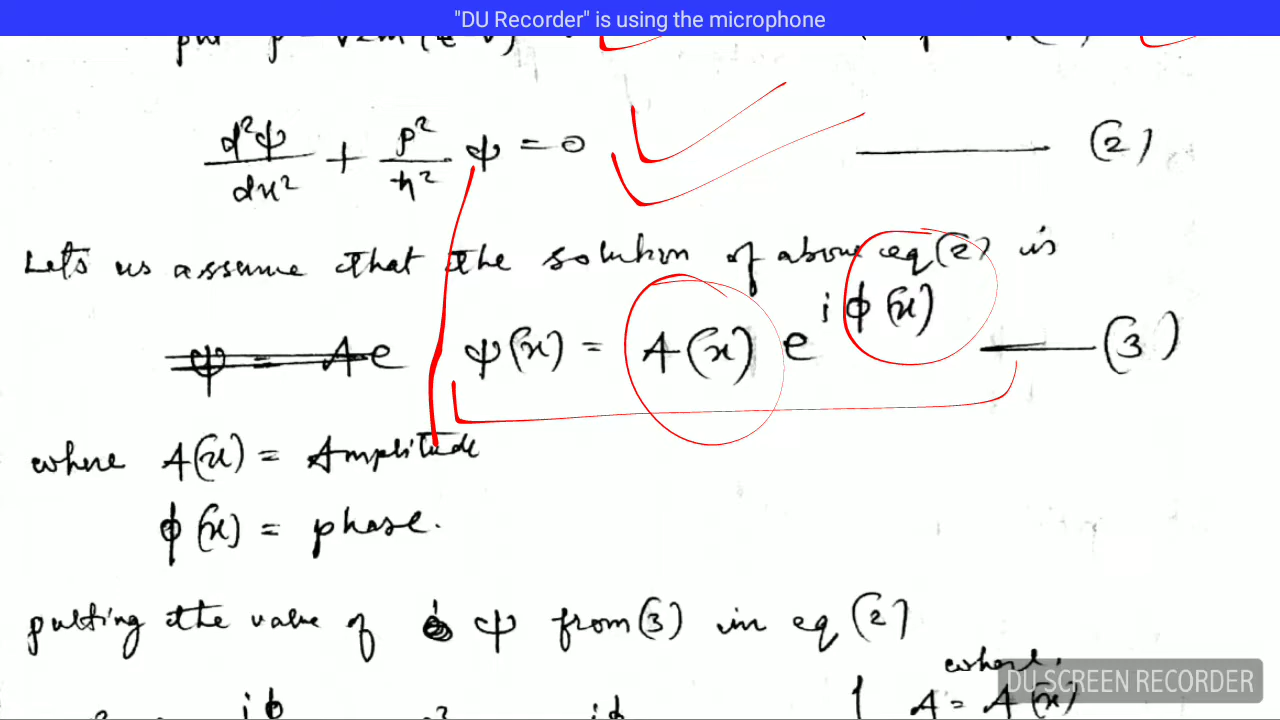 "DU Recorder" is using the microphone
put p = √2m(E-V)
d²ψ/dx² + p²/ħ² ψ = 0 ——— (2)
Lets us assume that the solution of above eq (2) is
ψ = Ae ψ(x) = A(x) e^{iϕ(x)} ——— (3)
where A(x) = Amplitude
ϕ(x) = phase.
putting the value of ψ from (3) in eq (2)
where,
A = A(x)
DU SCREEN RECORDER